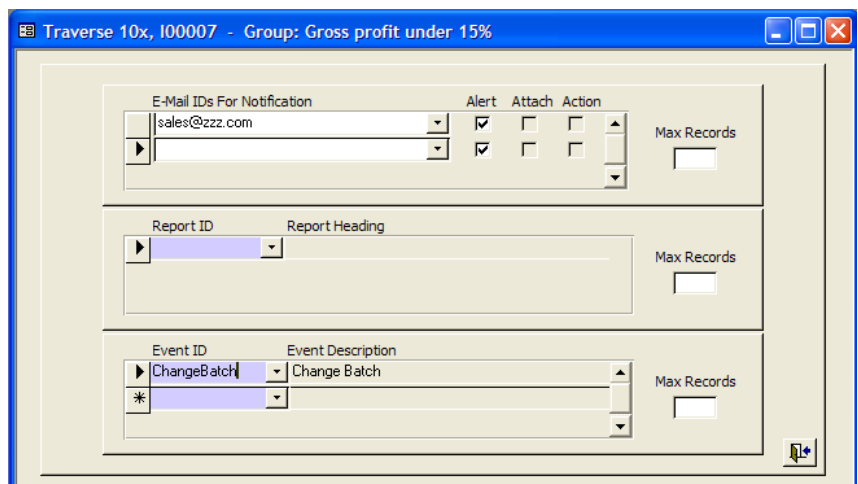 Traverse 10x, I00007 - Group: Gross profit under 15%
E-Mail IDs For Notification Alert Attach Action
sales@zzz.com
Max Records
Report ID Report Heading
Max Records
Event ID Event Description
ChangeBatch Change Batch
Max Records